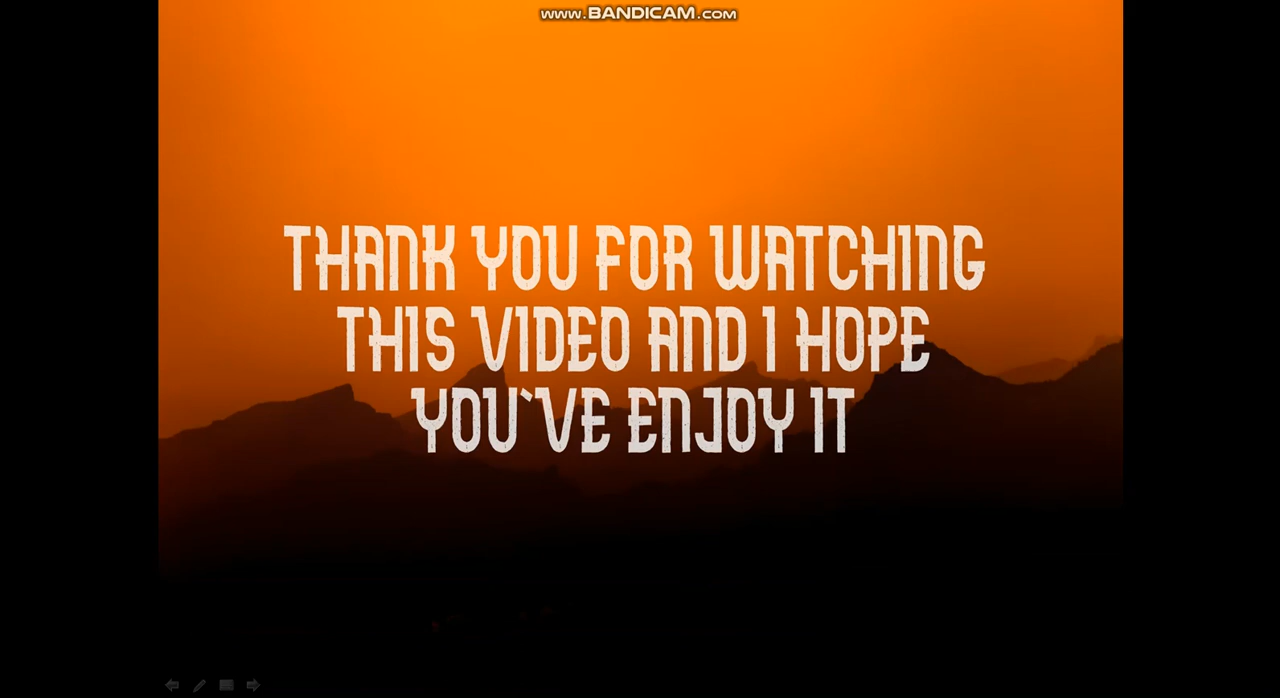 www.BANDICAM.com
THANK YOU FOR WATCHING
THIS VIDEO AND I HOPE
YOU`VE ENJOY IT